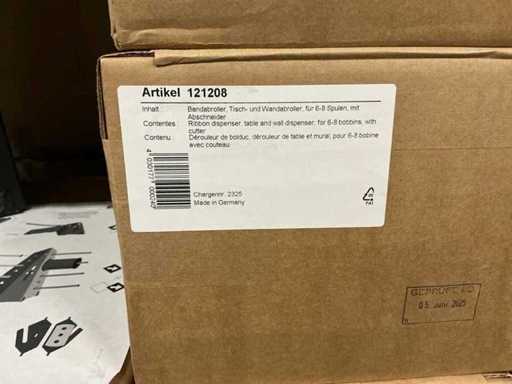 Artikel 121208
Inhalt : Bandabroller, Tisch- und Wandabroller, für 6-8 Spulen, mit
Abschneider
Contenties : Ribbon dispenser, table and wall dispenser, for 6-8 bobbins, with
cutter
Contenu : Dérouleur de bolduc, dérouleur de table et mural, pour 6-8 bobine
avec couteau
Chargennr. 2325
Made in Germany
PAP
05. Juni 2025